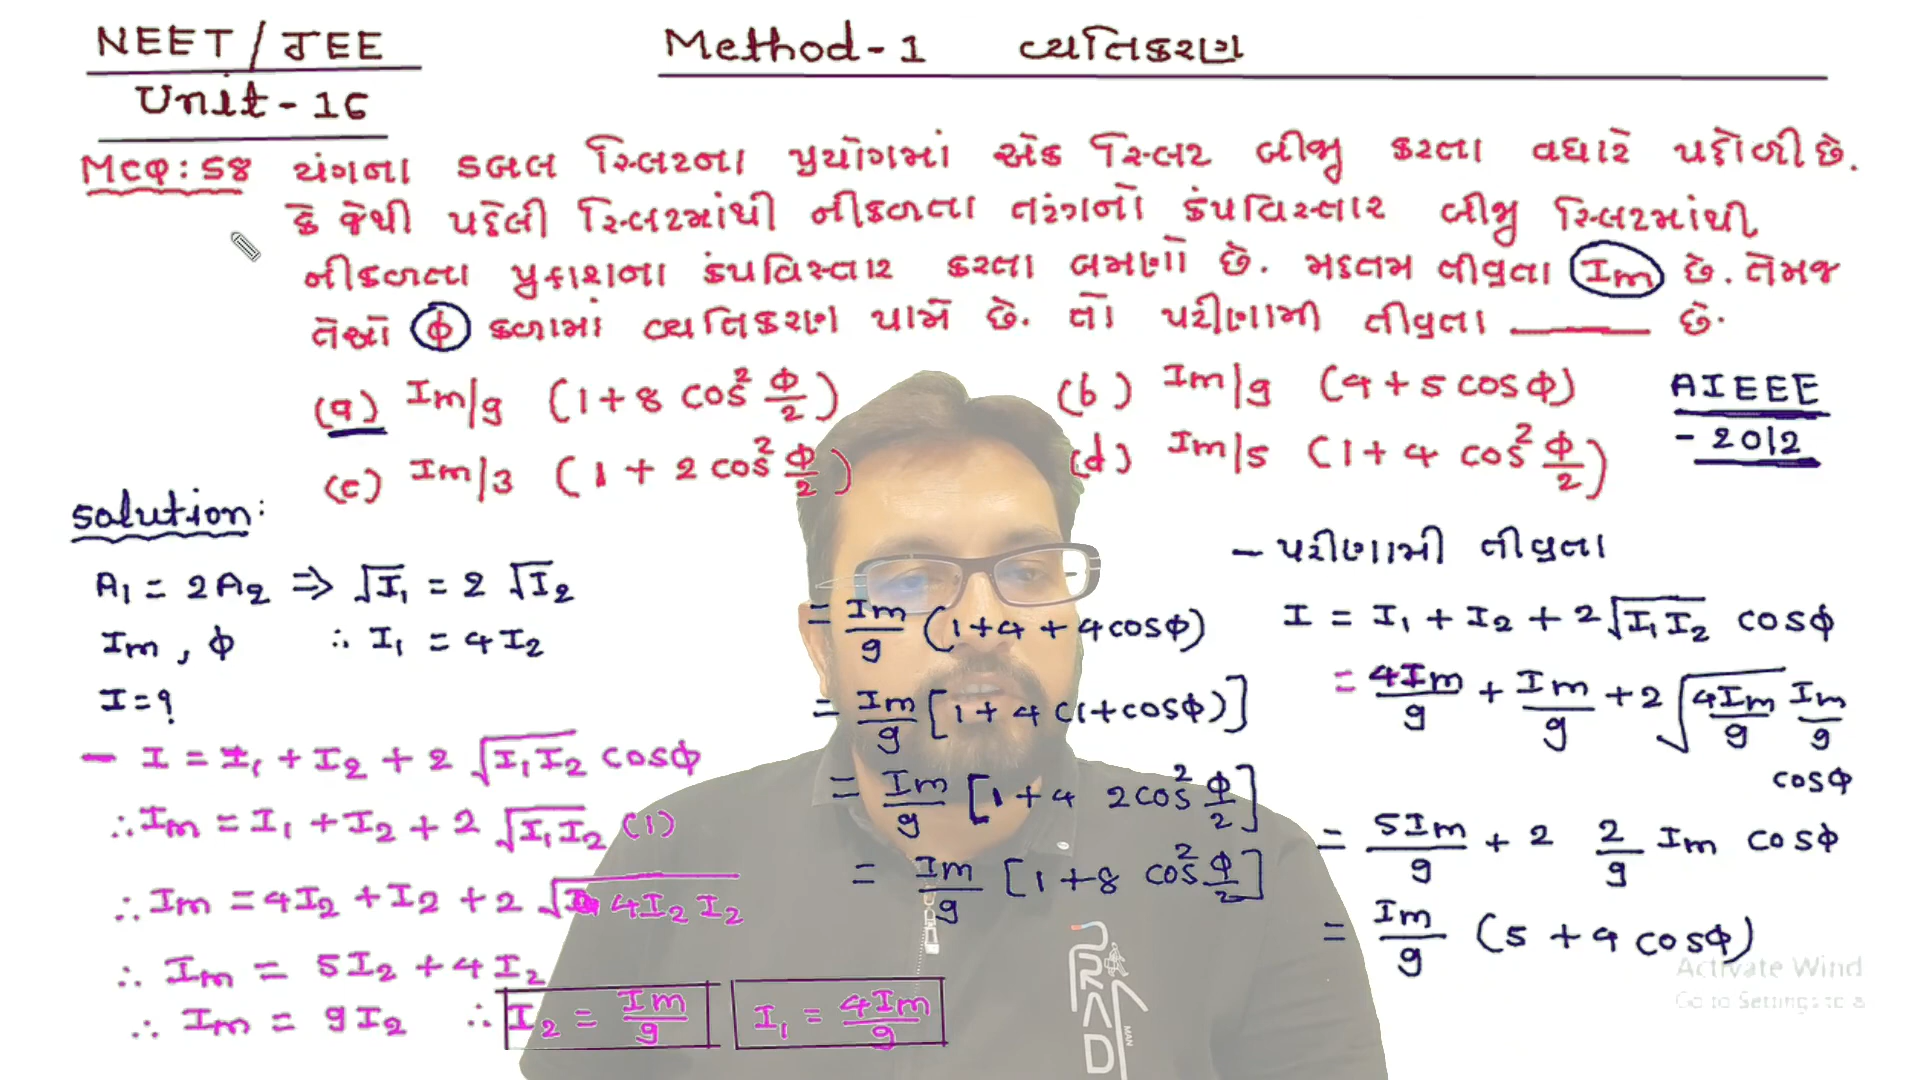 NEET / JEE
Unit - 16
Method - 1 વ્યતિકરણ
MCQ : 58 યંગના ડબલ સ્લિટના પ્રયોગમાં એક સ્લિટ બીજી કરતા વધારે પહોળી છે.
કે જેથી પહેલી સ્લિટમાંથી નીકળતા તરંગનો કંપવિસ્તાર બીજી સ્લિટમાંથી
નીકળતા પ્રકાશના કંપવિસ્તાર કરતા બમણો છે. મહત્તમ તીવ્રતા Im છે. તેમજ
તેઓ ϕ કળામાં વ્યતિકરણ પામે છે. તો પરીણામી તીવ્રતા ______ છે.
(a) Im/9 (1 + 8 cos² ϕ/2) (b) Im/9 (4 + 5 cosϕ)
(c) Im/3 (1 + 2 cos² ϕ/2) (d) Im/5 (1 + 4 cos² ϕ/2)
AIEEE
- 2012
Solution :
A₁ = 2A₂ ⇒ √I₁ = 2 √I₂
Im , ϕ ∴ I₁ = 4I₂
I = ?
- I = I₁ + I₂ + 2 √I₁I₂ cosϕ
∴ Im = I₁ + I₂ + 2 √I₁I₂ (1)
∴ Im = 4I₂ + I₂ + 2 √4I₂ I₂
∴ Im = 5I₂ + 4I₂
∴ Im = 9I₂ ∴ I₂ = Im/9 I₁ = 4Im/9
- પરીણામી તીવ્રતા
I = I₁ + I₂ + 2√I₁I₂ cosϕ
= 4Im/9 + Im/9 + 2 √4Im/9 Im/9
cosϕ
= 5Im/9 + 2 2/9 Im cosϕ
= Im/9 (5 + 4 cosϕ)
= Im/9 (1+4 + 4cosϕ)
= Im/9 [1 + 4 (1+cosϕ)]
= Im/9 [1 + 4 2cos² ϕ/2]
= Im/9 [1 + 8 cos² ϕ/2]
MAN
Activate Wind
Go to Settings to a